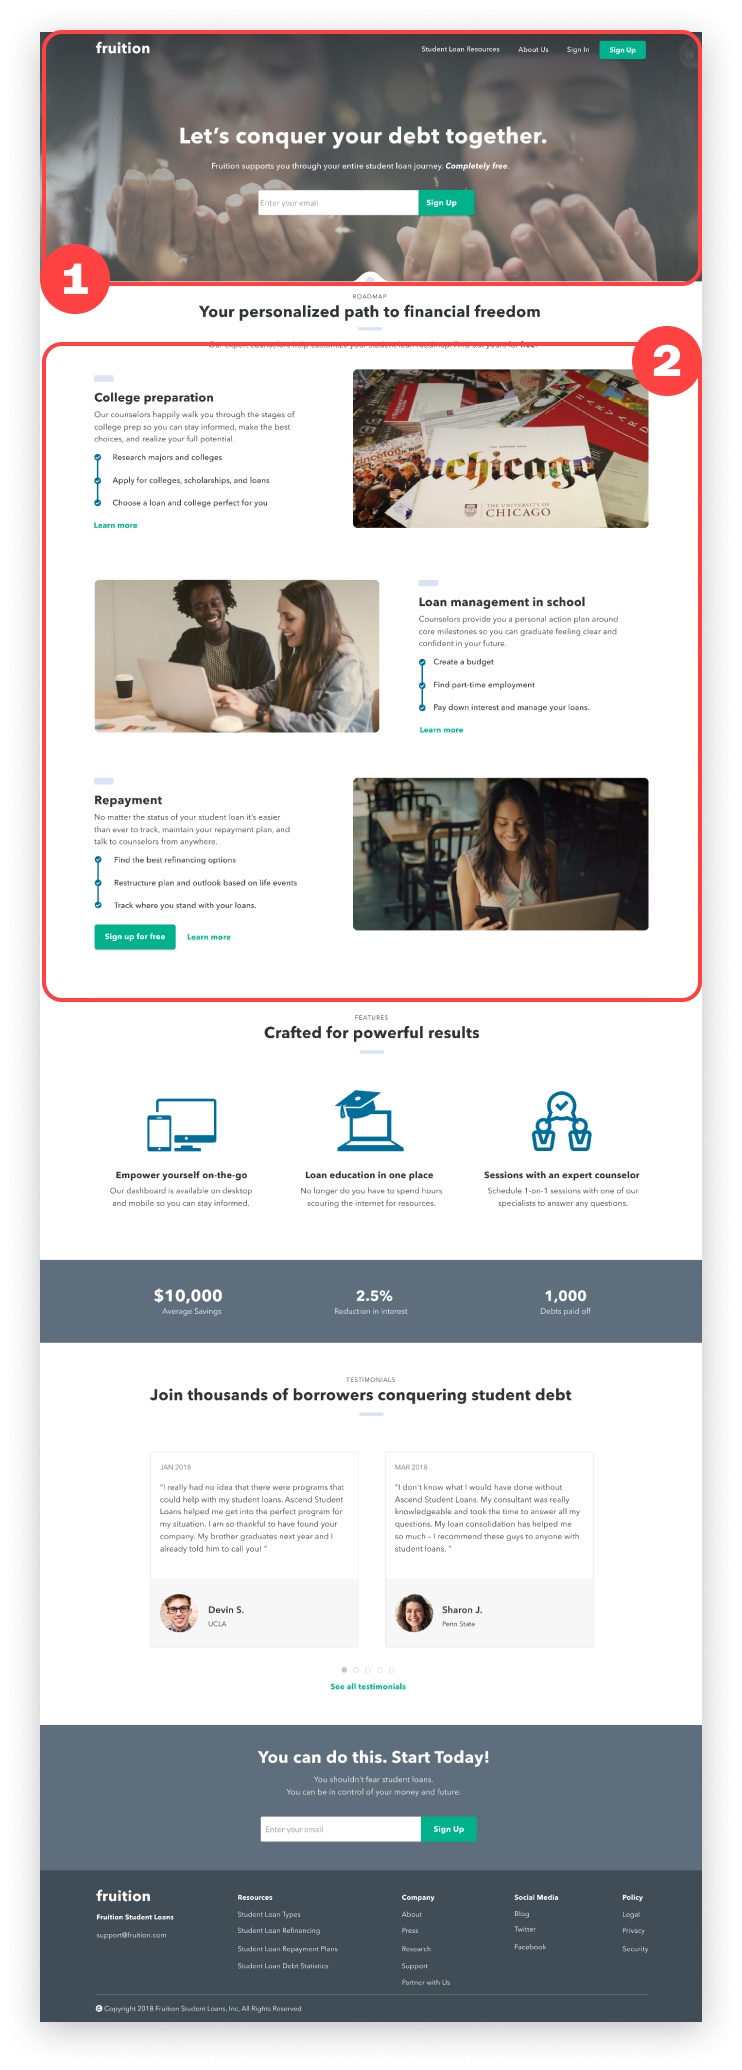 fruition
Student Loan Resources About Us Sign In Sign Up
Let's conquer your debt together.
Fruition supports you through your entire student loan journey. Completely free.
Enter your email Sign Up
1
ROADMAP
Your personalized path to financial freedom
Our expert counselors help customize your student loan roadmap. Find out yours for free.
2
College preparation
Our counselors happily walk you through the stages of
college prep so you can stay informed, make the best
choices, and realize your full potential.
Research majors and colleges
Apply for colleges, scholarships, and loans
Choose a loan and college perfect for you
Learn more
HARVARD
chicago
THE UNIVERSITY OF
CHICAGO
Loan management in school
Counselors provide you a personal action plan around
core milestones so you can graduate feeling clear and
confident in your future.
Create a budget
Find part-time employment
Pay down interest and manage your loans.
Learn more
Repayment
No matter the status of your student loan it's easier
than ever to track, maintain your repayment plan, and
talk to counselors from anywhere.
Find the best refinancing options
Restructure plan and outlook based on life events
Track where you stand with your loans.
Sign up for free Learn more
FEATURES
Crafted for powerful results
Empower yourself on-the-go
Our dashboard is available on desktop
and mobile so you can stay informed.
Loan education in one place
No longer do you have to spend hours
scouring the internet for resources.
Sessions with an expert counselor
Schedule 1-on-1 sessions with one of our
specialists to answer any questions.
$10,000
Average Savings
2.5%
Reduction in interest
1,000
Debts paid off
TESTIMONIALS
Join thousands of borrowers conquering student debt
JAN 2018
"I really had no idea that there were programs that
could help with my student loans. Ascend Student
Loans helped me get into the perfect program for
my situation. I am so thankful to have found your
company. My brother graduates next year and I
already told him to call you! "
Devin S.
UCLA
MAR 2018
"I don't know what I would have done without
Ascend Student Loans. My consultant was really
knowledgeable and took the time to answer all my
questions. My loan consolidation has helped me
so much – I recommend these guys to anyone with
student loans. "
Sharon J.
Penn State
See all testimonials
You can do this. Start Today!
You shouldn't fear student loans.
You can be in control of your money and future.
Enter your email Sign Up
fruition
Fruition Student Loans
support@fruition.com
Resources
Student Loan Types
Student Loan Refinancing
Student Loan Repayment Plans
Student Loan Debt Statistics
Company
About
Press
Research
Support
Partner with Us
Social Media
Blog
Twitter
Facebook
Policy
Legal
Privacy
Security
© Copyright 2018 Fruition Student Loans, Inc, All Rights Reserved